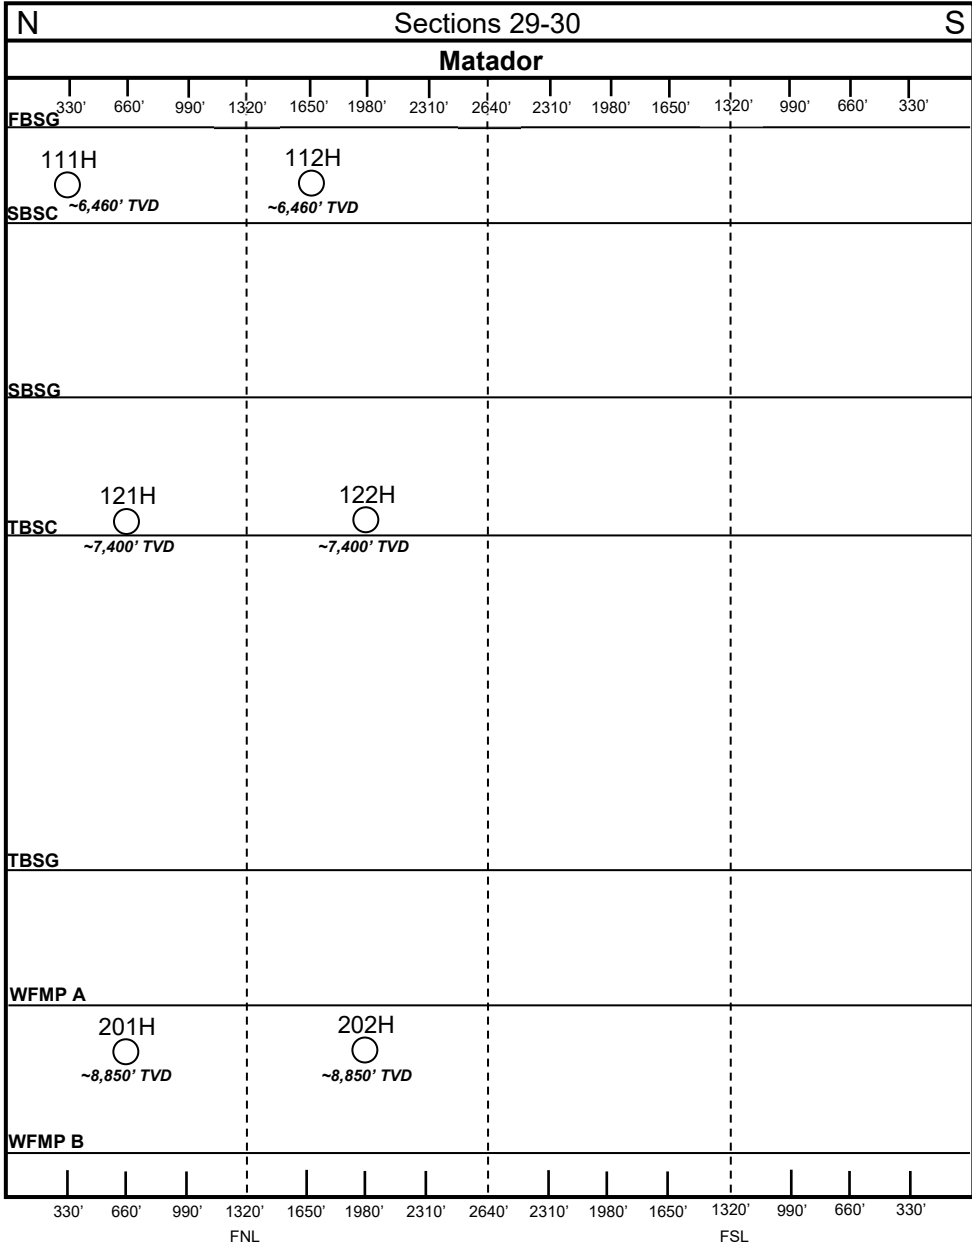 N Sections 29-30 S
Matador
330’ 660’ 990’ 1320’ 1650’ 1980’ 2310’ 2640’ 2310’ 1980’ 1650’ 1320’ 990’ 660’ 330’
FBSG
111H 112H
~6,460’ TVD ~6,460’ TVD
SBSC
SBSG
121H 122H
TBSC
~7,400’ TVD ~7,400’ TVD
TBSG
WFMP A
201H 202H
~8,850’ TVD ~8,850’ TVD
WFMP B
330’ 660’ 990’ 1320’ 1650’ 1980’ 2310’ 2640’ 2310’ 1980’ 1650’ 1320’ 990’ 660’ 330’
FNL FSL